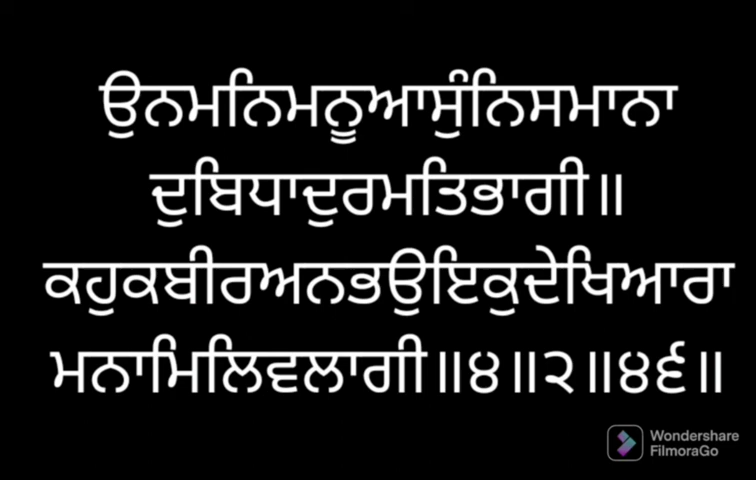 ਉਨਮਨਿਮਨੂਆਸੁੰਨਿਸਮਾਨਾ
ਦੁਬਿਧਾਦੁਰਮਤਿਭਾਗੀ॥
ਕਹੁਕਬੀਰਅਨਭਉਇਕੁਦੇਖਿਆਰਾ
ਮਨਾਮਿਲਿਵਲਾਗੀ॥੪॥੨॥੪੬॥
Wondershare
FilmoraGo